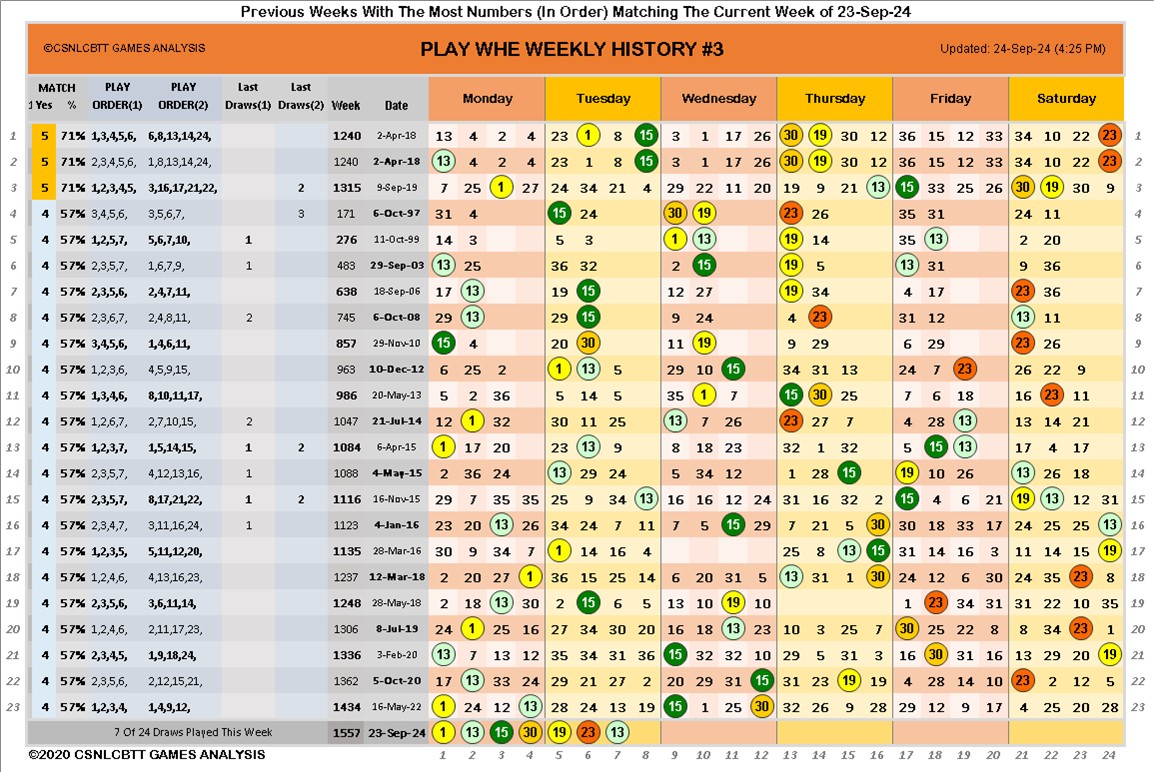 Previous Weeks With The Most Numbers (In Order) Matching The Current Week of 23-Sep-24
©CSNLCBTT GAMES ANALYSIS PLAY WHE WEEKLY HISTORY #3 Updated: 24-Sep-24 (4:25 PM)
MATCH PLAY PLAY Last Last
1 Yes % ORDER(1) ORDER(2) Draws(1) Draws(2) Week Date Monday Tuesday Wednesday Thursday Friday Saturday
1 5 71% 1,3,4,5,6, 6,8,13,14,24, 1240 2-Apr-18 13 4 2 4 23 1 8 15 3 1 17 26 30 19 30 12 36 15 12 33 34 10 22 23 1
2 5 71% 2,3,4,5,6, 1,8,13,14,24, 1240 2-Apr-18 13 4 2 4 23 1 8 15 3 1 17 26 30 19 30 12 36 15 12 33 34 10 22 23 2
3 5 71% 1,2,3,4,5, 3,16,17,21,22, 2 1315 9-Sep-19 7 25 1 27 24 34 21 4 29 22 11 20 19 9 21 13 15 33 25 26 30 19 30 9 3
4 4 57% 3,4,5,6, 3,5,6,7, 3 171 6-Oct-97 31 4 15 24 30 19 23 26 35 31 24 11 4
5 4 57% 1,2,5,7, 5,6,7,10, 1 276 11-Oct-99 14 3 5 3 1 13 19 14 35 13 2 20 5
6 4 57% 2,3,5,7, 1,6,7,9, 1 483 29-Sep-03 13 25 36 32 2 15 19 5 13 31 9 36 6
7 4 57% 2,3,5,6, 2,4,7,11, 638 18-Sep-06 17 13 19 15 12 27 19 34 4 17 23 36 7
8 4 57% 2,3,6,7, 2,4,8,11, 2 745 6-Oct-08 29 13 29 15 9 24 4 23 31 12 13 11 8
9 4 57% 3,4,5,6, 1,4,6,11, 857 29-Nov-10 15 4 20 30 11 19 9 29 6 29 23 26 9
10 4 57% 1,2,3,6, 4,5,9,15, 963 10-Dec-12 6 25 2 1 13 5 29 10 15 34 31 13 24 7 23 26 22 9 10
11 4 57% 1,3,4,6, 8,10,11,17, 986 20-May-13 5 2 36 5 14 5 35 1 7 15 30 25 7 6 18 16 23 11 11
12 4 57% 1,2,6,7, 2,7,10,15, 2 1047 21-Jul-14 12 1 32 30 11 25 13 7 26 23 27 7 4 28 13 13 14 21 12
13 4 57% 1,2,3,7, 1,5,14,15, 1 2 1084 6-Apr-15 1 17 20 23 13 9 8 18 23 32 1 32 5 15 13 17 4 17 13
14 4 57% 2,3,5,7, 4,12,13,16, 1 1088 4-May-15 2 36 24 13 29 24 5 34 12 1 28 15 19 10 26 13 26 18 14
15 4 57% 2,3,5,7, 8,17,21,22, 1 2 1116 16-Nov-15 29 7 35 35 25 9 34 13 16 16 12 24 31 16 32 2 15 4 6 21 19 13 12 31 15
16 4 57% 2,3,4,7, 3,11,16,24, 1 1123 4-Jan-16 23 20 13 26 34 24 7 11 7 5 15 29 7 21 5 30 30 18 33 17 24 25 25 13 16
17 4 57% 1,2,3,5, 5,11,12,20, 1135 28-Mar-16 30 9 34 7 1 14 16 4 25 8 13 15 31 14 16 3 11 14 15 19 17
18 4 57% 1,2,4,6, 4,13,16,23, 1237 12-Mar-18 2 20 27 1 36 15 25 14 6 20 31 5 13 31 1 30 24 12 6 30 24 35 23 8 18
19 4 57% 2,3,5,6, 3,6,11,14, 1248 28-May-18 2 18 13 30 2 15 6 5 13 10 19 10 1 23 34 31 31 22 10 35 19
20 4 57% 1,2,4,6, 2,11,17,23, 1306 8-Jul-19 24 1 25 16 27 34 30 20 16 18 13 23 10 3 25 7 30 25 22 8 8 34 23 1 20
21 4 57% 2,3,4,5, 1,9,18,24, 1336 3-Feb-20 13 7 13 12 35 34 31 36 15 32 32 10 29 5 31 3 16 30 31 16 13 29 20 19 21
22 4 57% 2,3,5,6, 2,12,15,21, 1362 5-Oct-20 17 13 33 24 29 21 27 2 20 29 31 15 31 23 19 19 4 28 14 10 23 2 12 5 22
23 4 57% 1,2,3,4, 1,4,9,12, 1434 16-May-22 1 24 12 13 28 24 13 19 15 1 25 30 32 26 9 28 29 12 9 17 4 25 20 28 23
7 Of 24 Draws Played This Week 1557 23-Sep-24 1 13 15 30 19 23 13
©2020 CSNLCBTT GAMES ANALYSIS 1 2 3 4 5 6 7 8 9 10 11 12 13 14 15 16 17 18 19 20 21 22 23 24